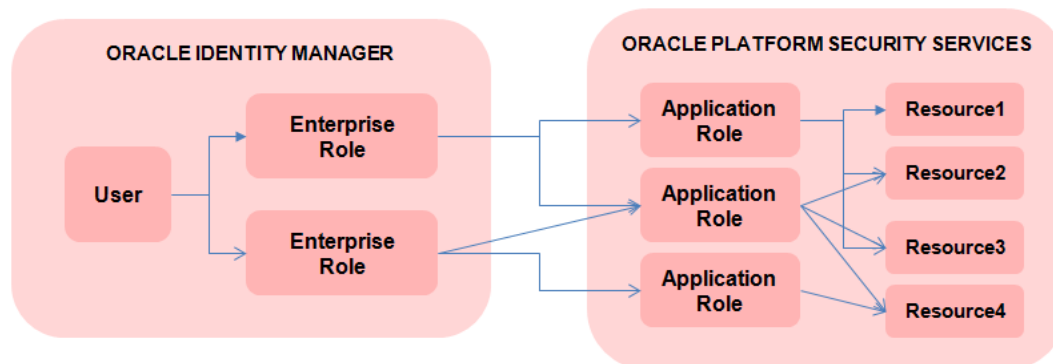 ORACLE IDENTITY MANAGER
User
Enterprise
Role
Enterprise
Role
ORACLE PLATFORM SECURITY SERVICES
Application
Role
Application
Role
Application
Role
Resource1
Resource2
Resource3
Resource4